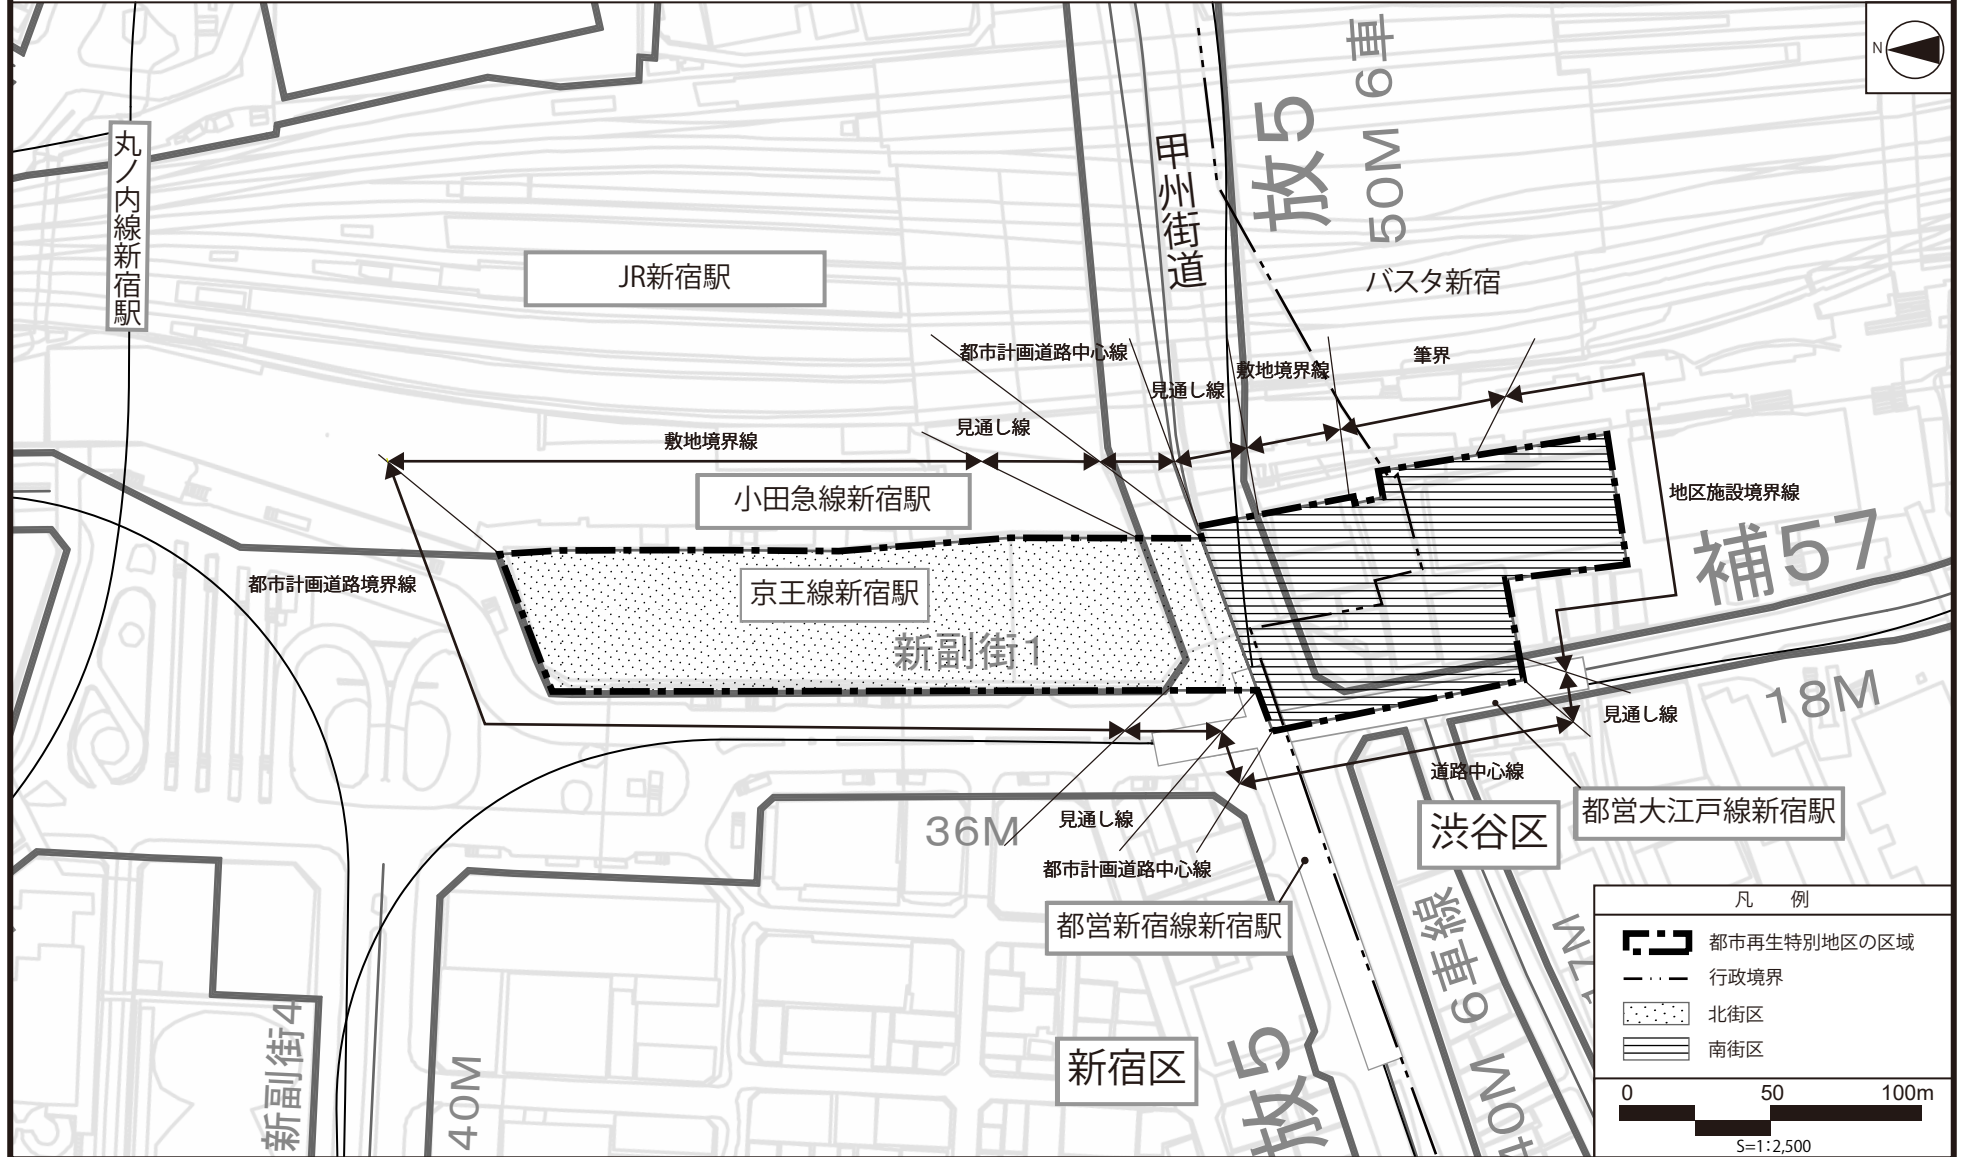 N
放5
50M 6車
甲州街道
丸ノ内線新宿駅
JR新宿駅
バスタ新宿
都市計画道路中心線
見通し線
敷地境界線
筆界
敷地境界線
見通し線
小田急線新宿駅
地区施設境界線
補57
都市計画道路境界線
京王線新宿駅
新副街1
18M
見通し線
道路中心線
都営大江戸線新宿駅
36M
見通し線
渋谷区
都市計画道路中心線
都営新宿線新宿駅
6車線
40M
17M
新宿区
放5
新副街4
40M
凡 例
都市再生特別地区の区域
行政境界
北街区
南街区
0 50 100m
S=1:2,500